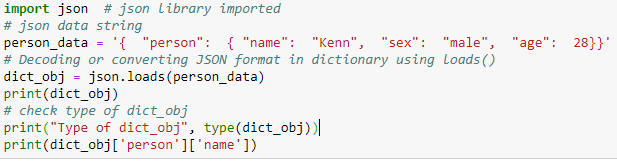 import json  # json library imported
# json data string
person_data = '{  "person":  { "name":  "Kenn",  "sex":  "male",  "age":  28}}'
# Decoding or converting JSON format in dictionary using loads()
dict_obj = json.loads(person_data)
print(dict_obj)
# check type of dict_obj
print("Type of dict_obj", type(dict_obj))
print(dict_obj['person']['name'])